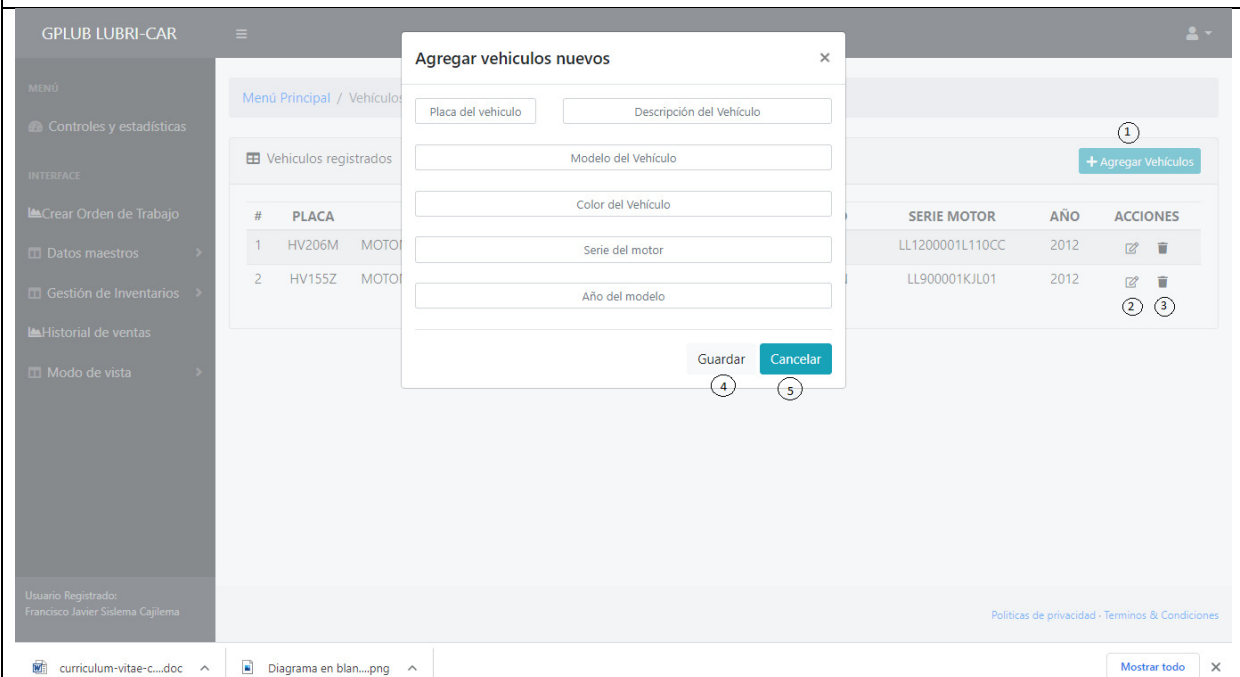 GPLUB LUBRI-CAR
Agregar vehiculos nuevos ×
MENÚ
Controles y estadísticas
INTERFACE
Crear Orden de Trabajo
Datos maestros
Gestión de Inventarios
Historial de ventas
Modo de vista
Usuario Registrado:
Francisco Javier Sislema Cajilema
Menú Principal / Vehículos
Vehiculos registrados
1
+ Agregar Vehículos
# PLACA SERIE MOTOR AÑO ACCIONES
1 HV206M MOTO LL1200001L110CC 2012
2 HV155Z MOTO LL900001KJL01 2012
2 3
Placa del vehiculo Descripción del Vehículo
Modelo del Vehículo
Color del Vehículo
Serie del motor
Año del modelo
Guardar Cancelar
4 5
Politicas de privacidad · Terminos & Condiciones
curriculum-vitae-c....doc Diagrama en blan....png Mostrar todo ×